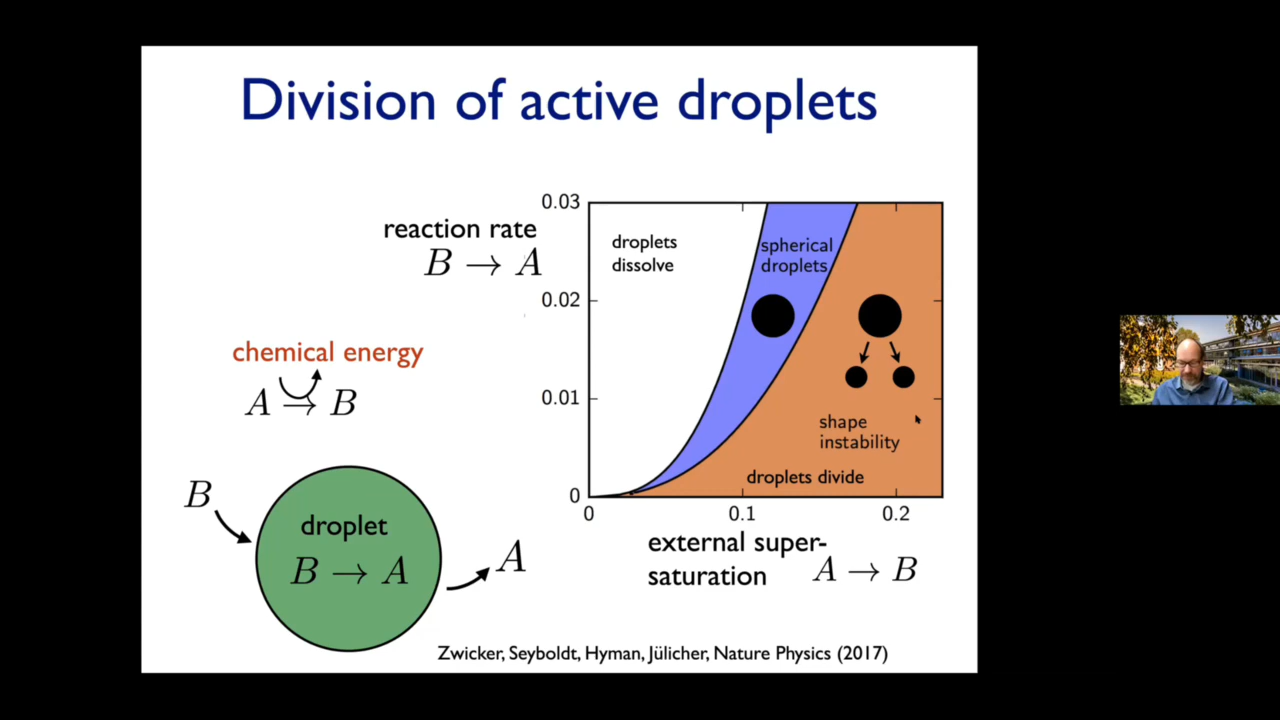 Division of active droplets
reaction rate
B → A
chemical energy
A → B
B
droplet
B → A
A
0.03
0.02
0.01
0
0
0.1
0.2
droplets
dissolve
spherical
droplets
shape
instability
droplets divide
external super-
saturation
A → B
Zwicker, Seyboldt, Hyman, Jülicher, Nature Physics (2017)